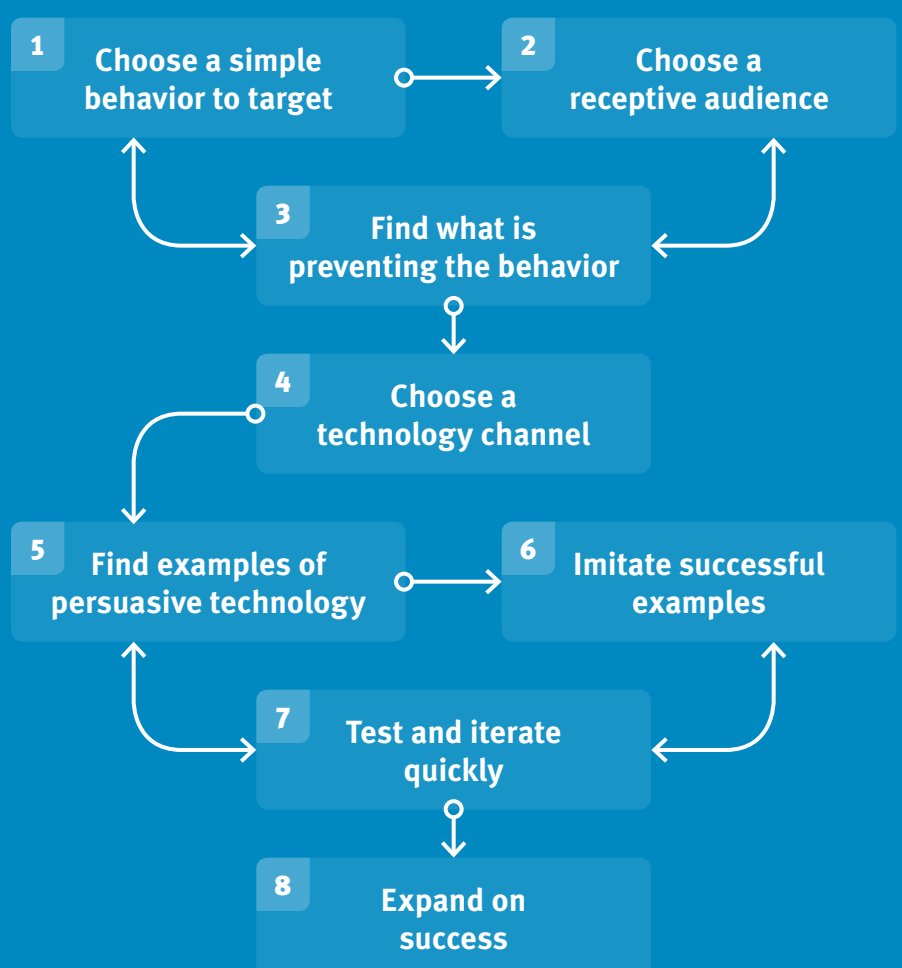 1
Choose a simple
behavior to target
2
Choose a
receptive audience
3
Find what is
preventing the behavior
4
Choose a
technology channel
5
Find examples of
persuasive technology
6
Imitate successful
examples
7
Test and iterate
quickly
8
Expand on
success